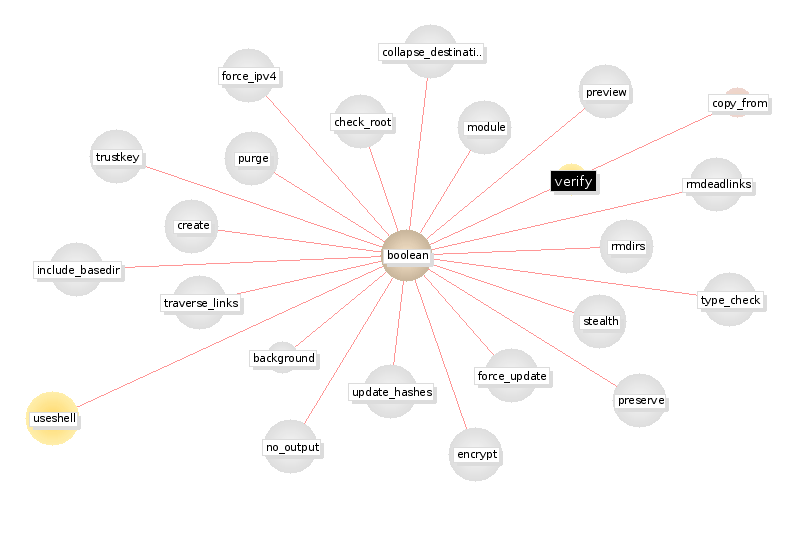 collapse_destinati..
force_ipv4
preview
copy_from
check_root
module
trustkey
purge
verify
rmdeadlinks
create
rmdirs
boolean
include_basedir
traverse_links
type_check
stealth
background
force_update
update_hashes
preserve
useshell
no_output
encrypt